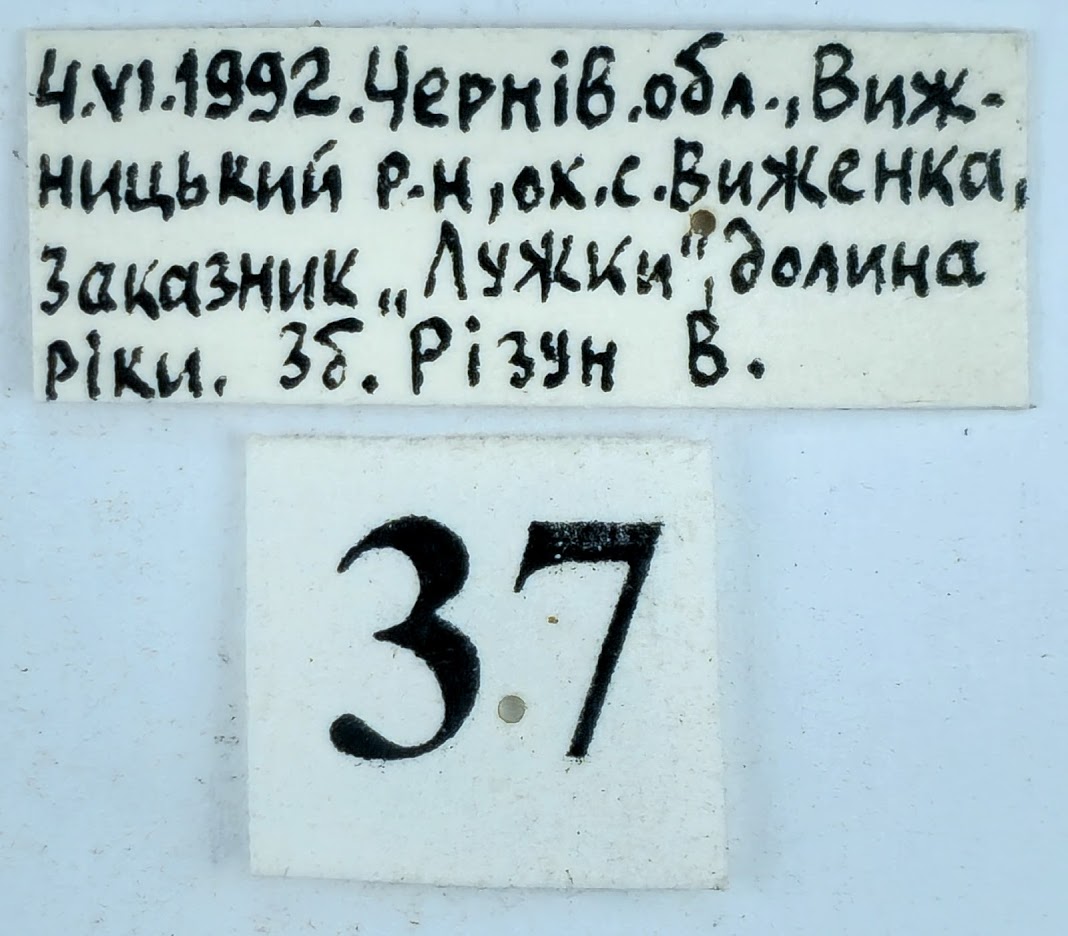 4.VI.1992.Чернів.обл., Виж-
ницький р-н, ок.с.Виженка,
заказник „Лужки", долина
ріки. Зб. Різун В.
37